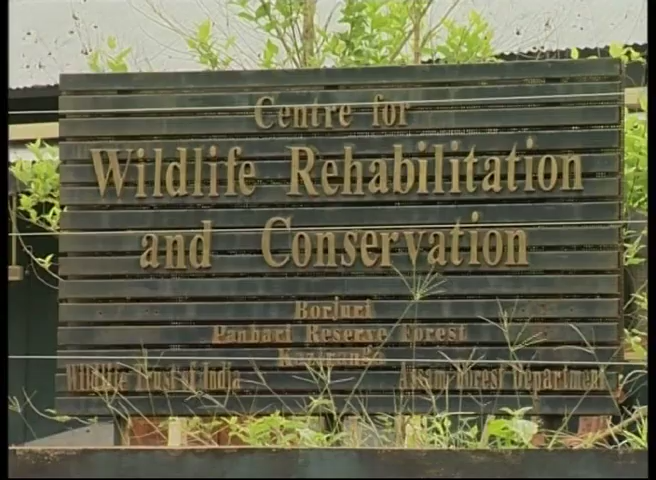 Centre for
Wildlife Rehabilitation
and Conservation
Borjuri
Panbari Reserve Forest
Kaziranga
Wildlife Trust of India Assam Forest Department